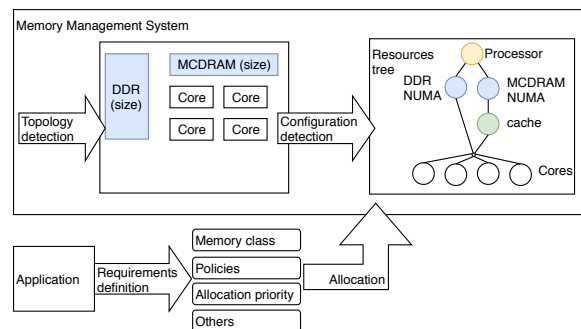 Memory Management System
Topology
detection
DDR
(size)
MCDRAM (size)
Core
Core
Core
Core
Configuration
detection
Resources
tree
Processor
DDR
NUMA
MCDRAM
NUMA
cache
Cores
Application
Requirements
definition
Memory class
Policies
Allocation priority
Others
Allocation